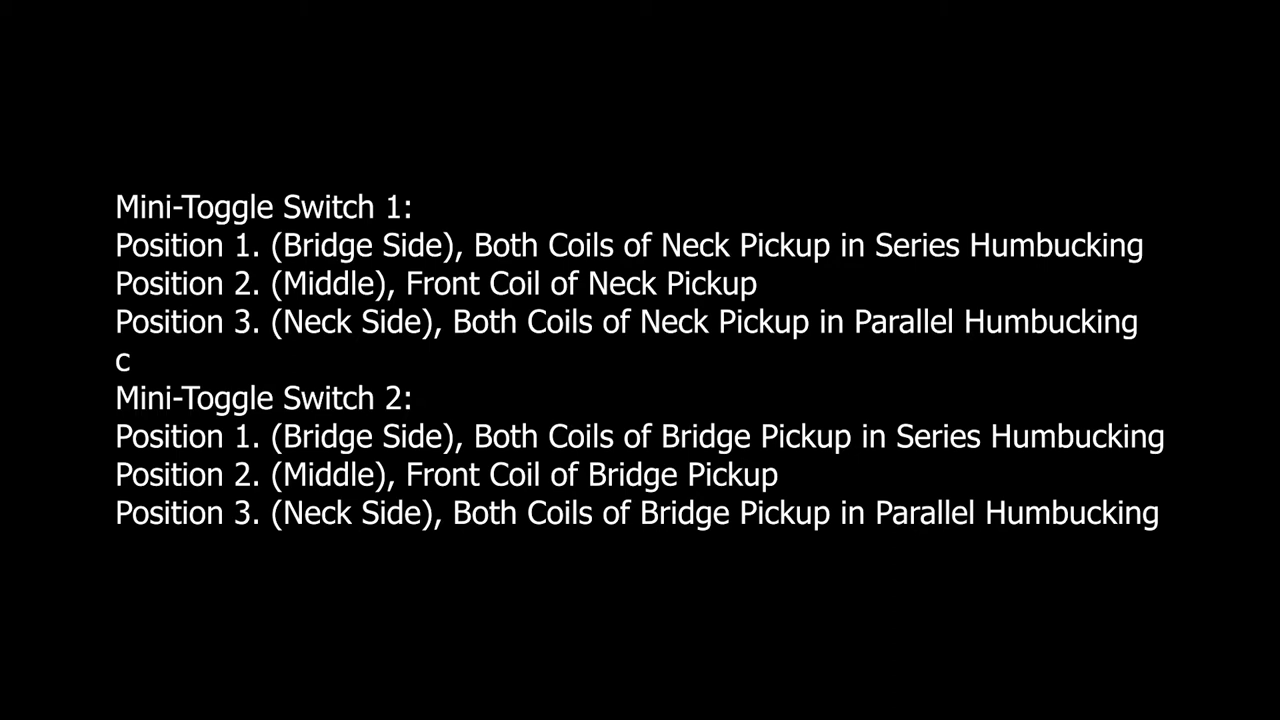 Mini-Toggle Switch 1:
Position 1. (Bridge Side), Both Coils of Neck Pickup in Series Humbucking
Position 2. (Middle), Front Coil of Neck Pickup
Position 3. (Neck Side), Both Coils of Neck Pickup in Parallel Humbucking
c
Mini-Toggle Switch 2:
Position 1. (Bridge Side), Both Coils of Bridge Pickup in Series Humbucking
Position 2. (Middle), Front Coil of Bridge Pickup
Position 3. (Neck Side), Both Coils of Bridge Pickup in Parallel Humbucking